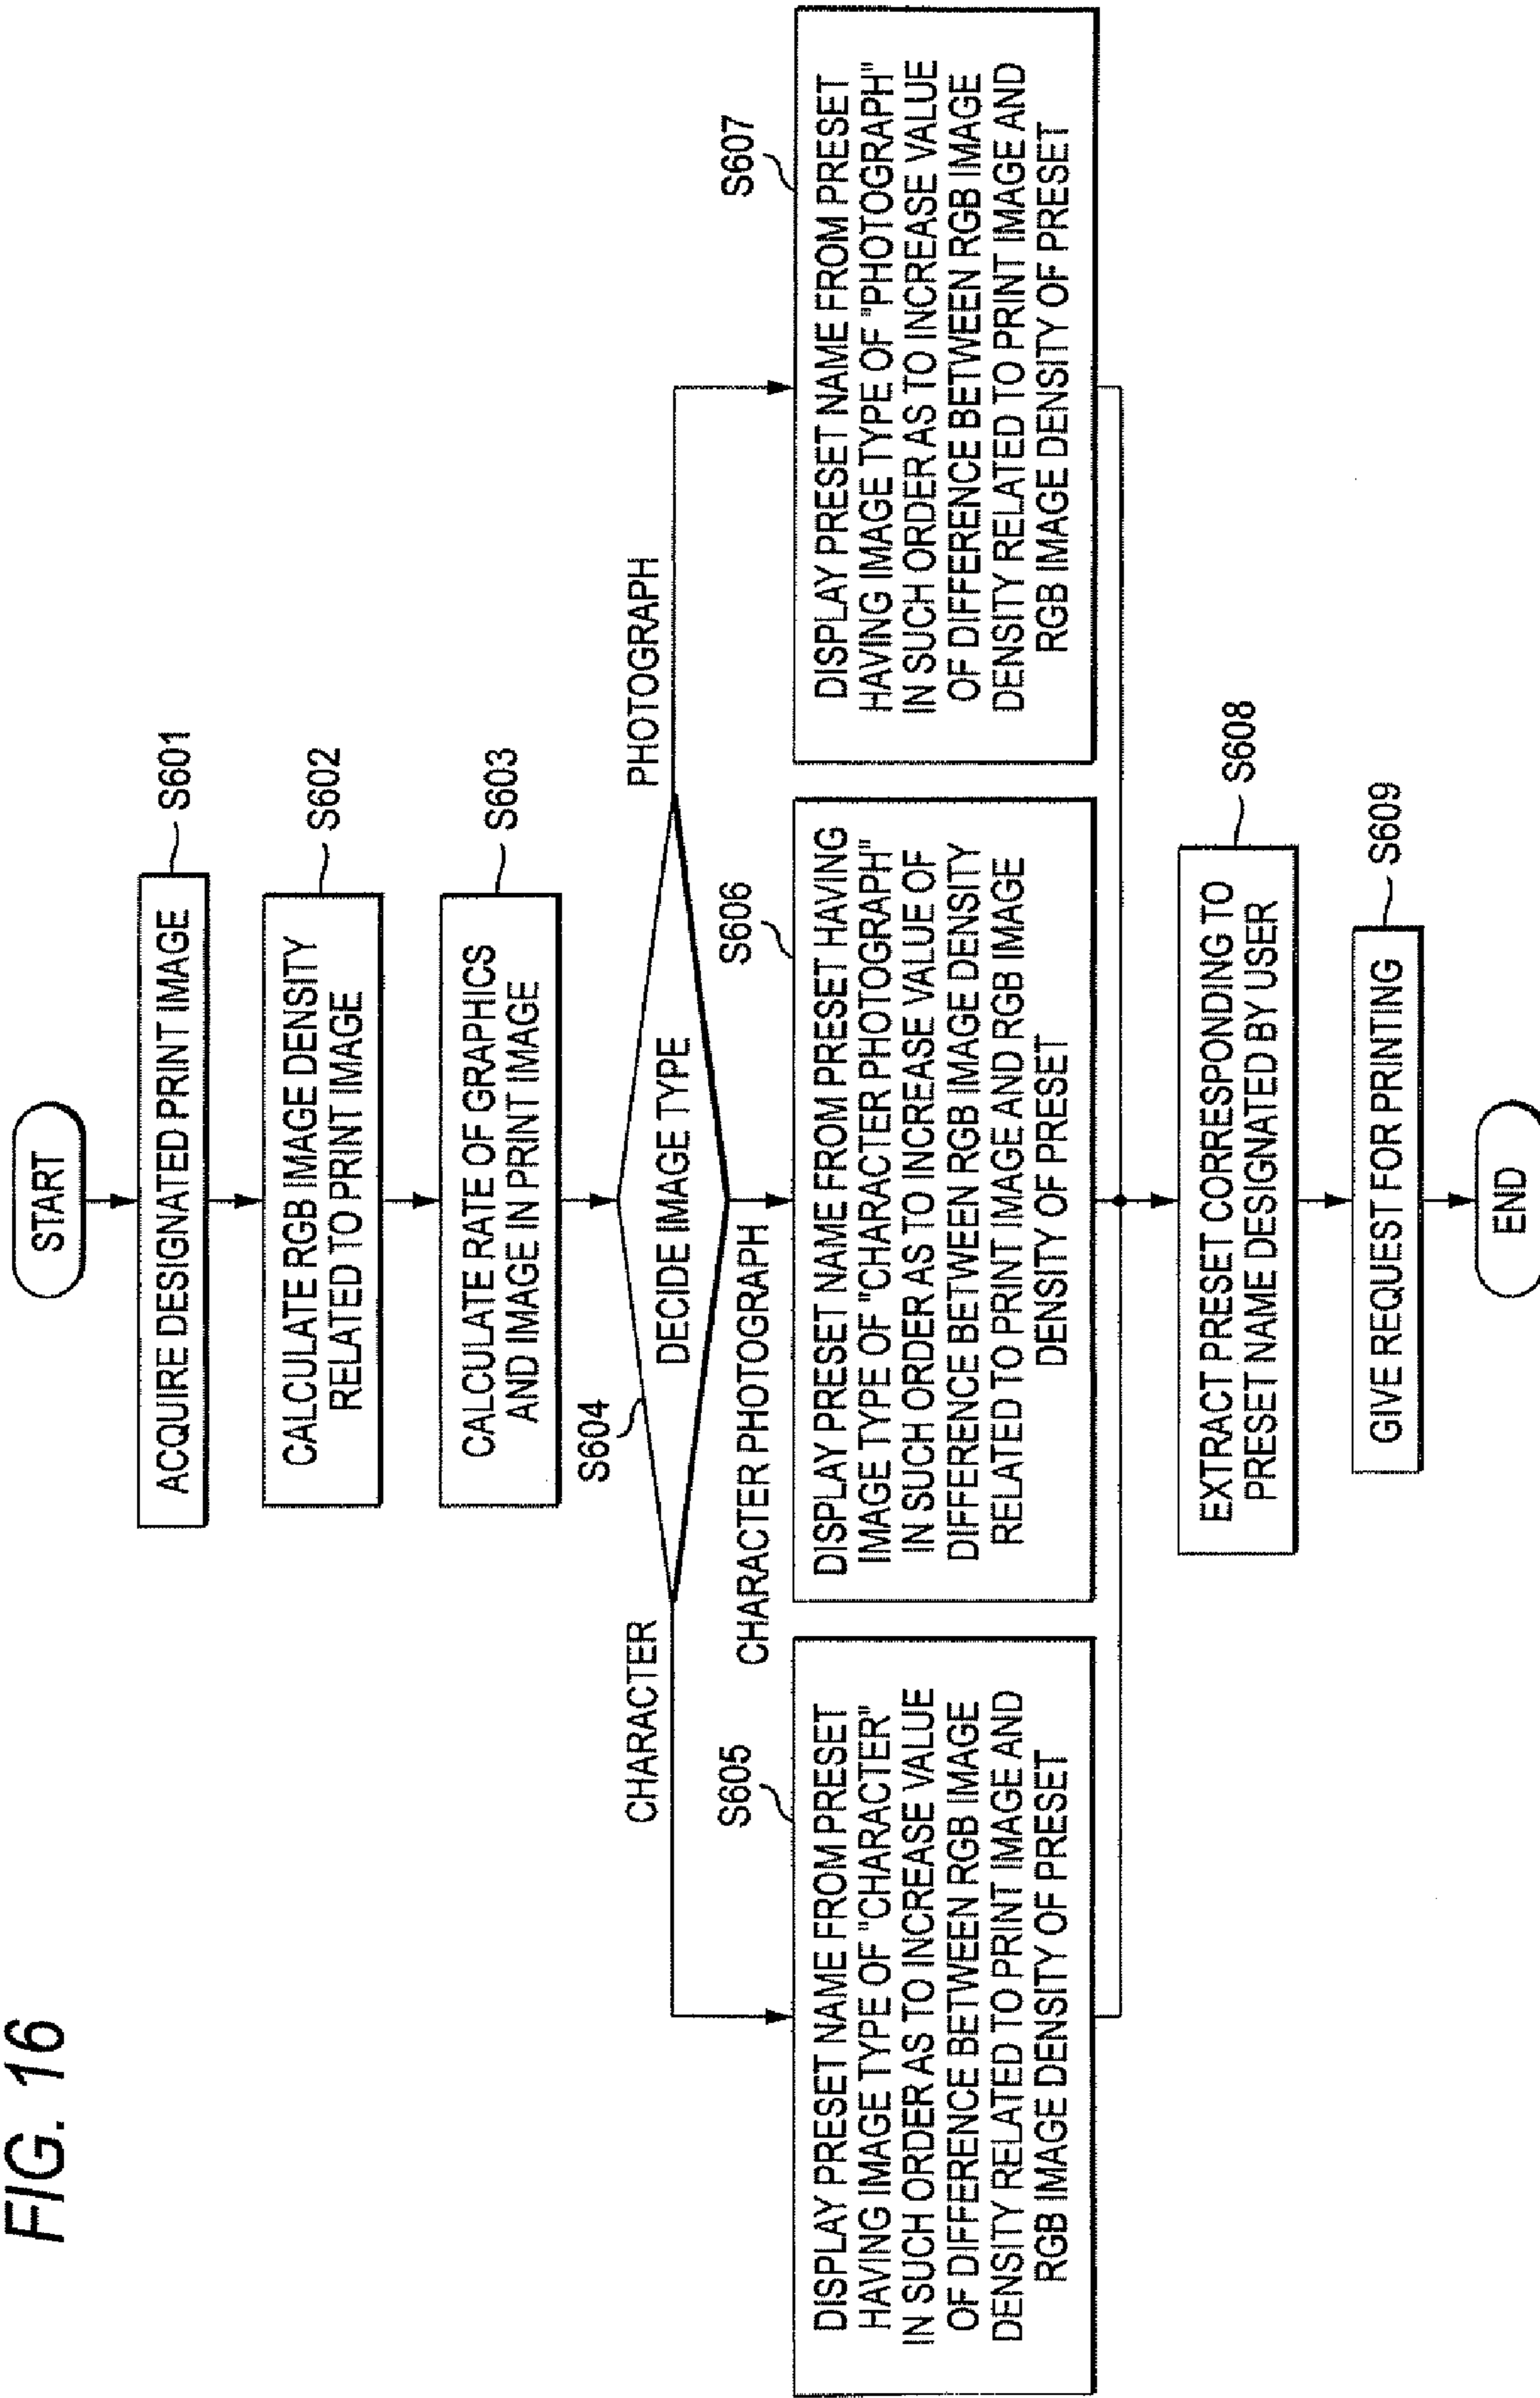 FIG. 16
START
ACQUIRE DESIGNATED PRINT IMAGE
S601
CALCULATE RGB IMAGE DENSITY
RELATED TO PRINT IMAGE
S602
CALCULATE RATE OF GRAPHICS
AND IMAGE IN PRINT IMAGE
S603
S604
DECIDE IMAGE TYPE
CHARACTER
CHARACTER PHOTOGRAPH
PHOTOGRAPH
S605
DISPLAY PRESET NAME FROM PRESET
HAVING IMAGE TYPE OF "CHARACTER"
IN SUCH ORDER AS TO INCREASE VALUE
OF DIFFERENCE BETWEEN RGB IMAGE
DENSITY RELATED TO PRINT IMAGE AND
RGB IMAGE DENSITY OF PRESET
S606
DISPLAY PRESET NAME FROM PRESET HAVING
IMAGE TYPE OF "CHARACTER PHOTOGRAPH"
IN SUCH ORDER AS TO INCREASE VALUE OF
DIFFERENCE BETWEEN RGB IMAGE DENSITY
RELATED TO PRINT IMAGE AND RGB IMAGE
DENSITY OF PRESET
S607
DISPLAY PRESET NAME FROM PRESET
HAVING IMAGE TYPE OF "PHOTOGRAPH"
IN SUCH ORDER AS TO INCREASE VALUE
OF DIFFERENCE BETWEEN RGB IMAGE
DENSITY RELATED TO PRINT IMAGE AND
RGB IMAGE DENSITY OF PRESET
EXTRACT PRESET CORRESPONDING TO
PRESET NAME DESIGNATED BY USER
S608
GIVE REQUEST FOR PRINTING
S609
END